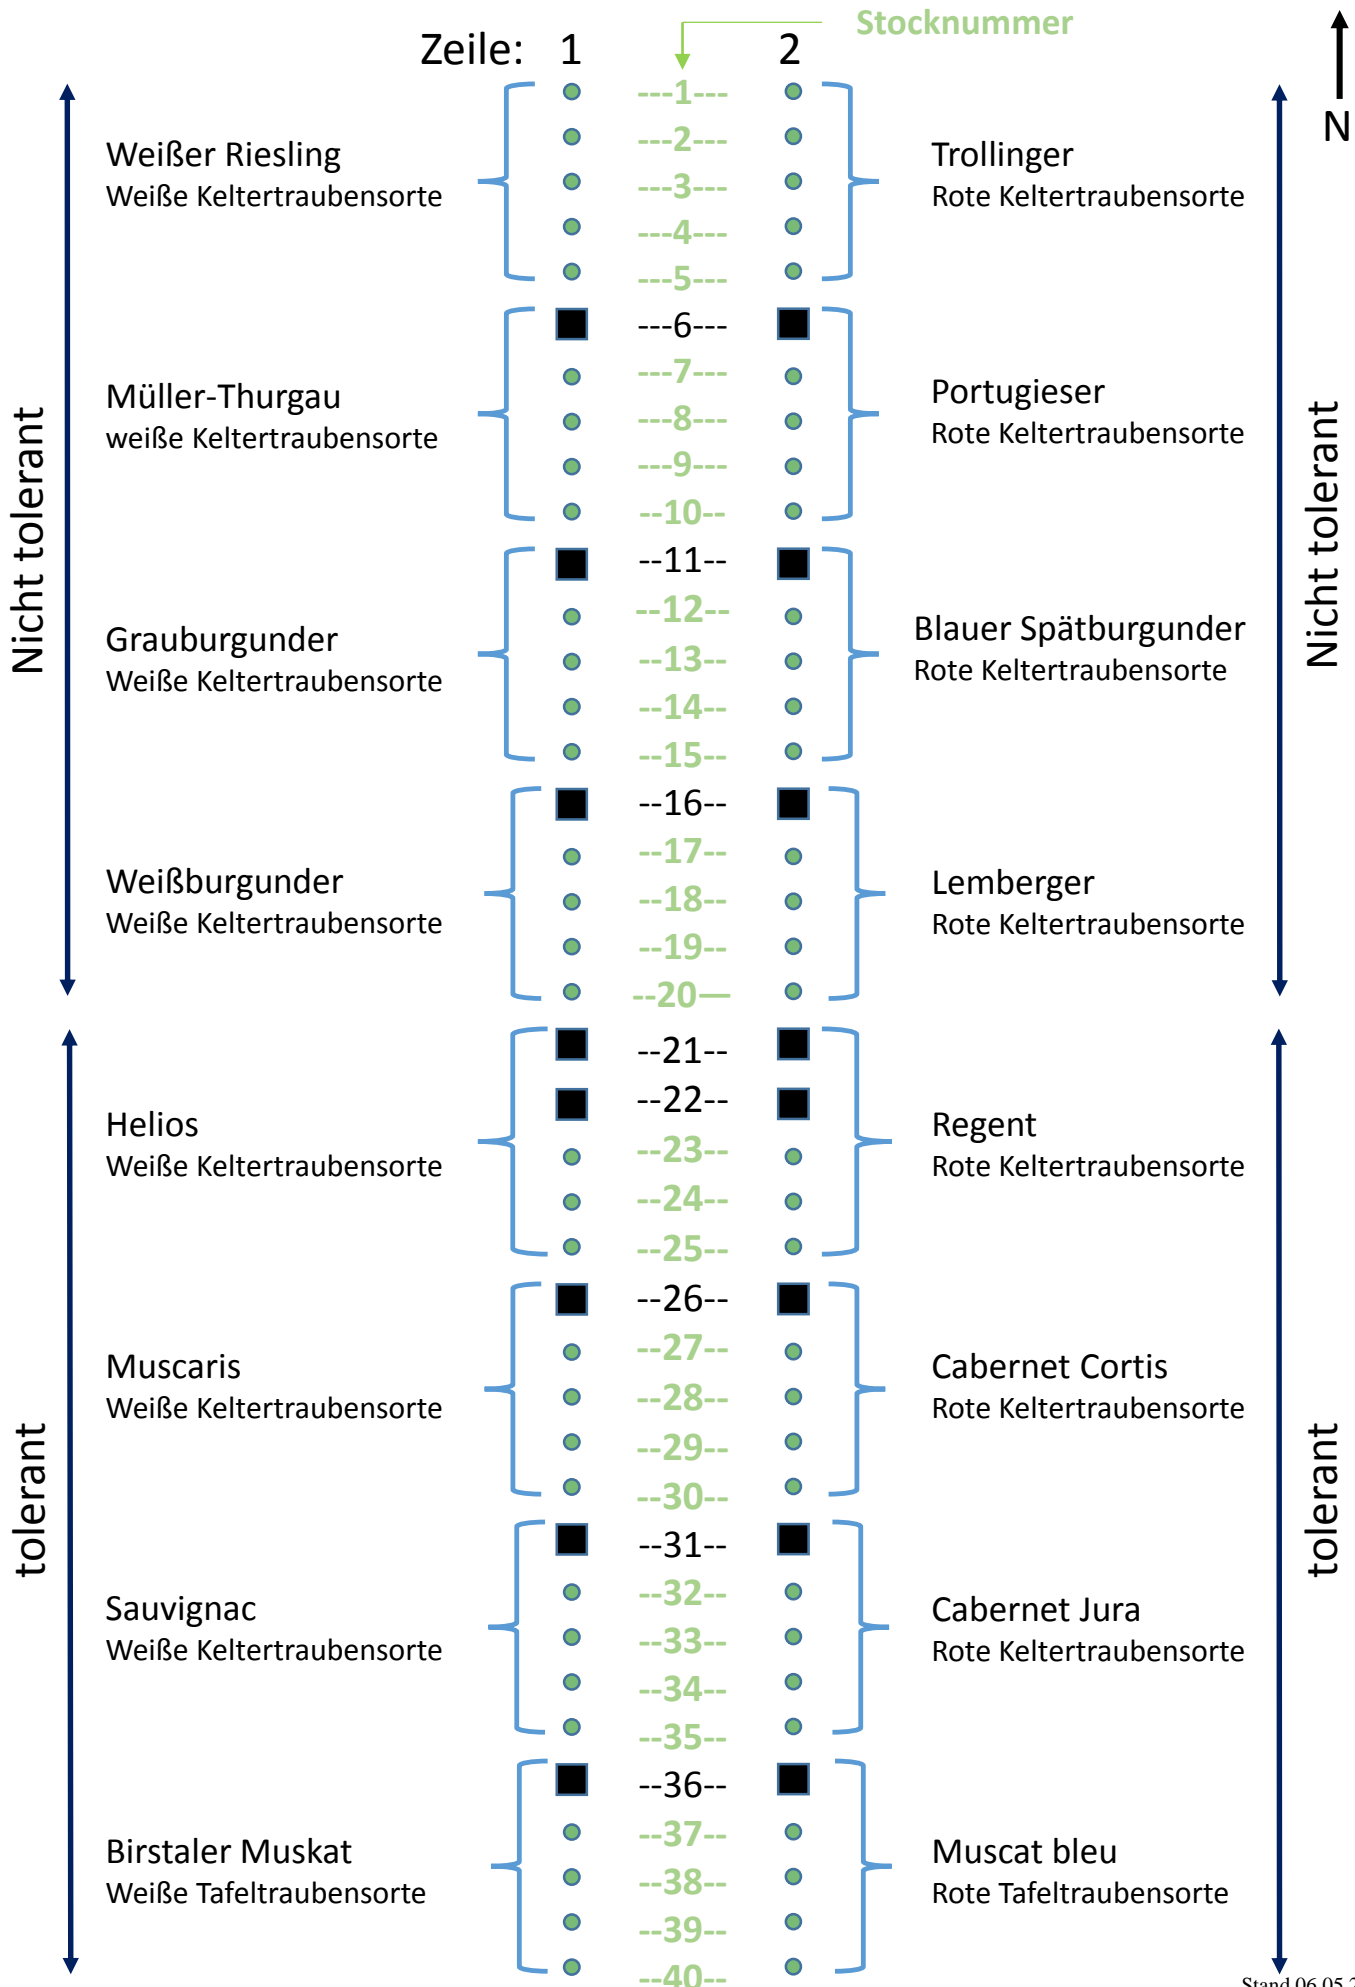 Stocknummer
Zeile: 1 2
N
Nicht tolerant
Nicht tolerant
tolerant
tolerant
Weißer Riesling
Weiße Keltertraubensorte
Müller-Thurgau
weiße Keltertraubensorte
Grauburgunder
Weiße Keltertraubensorte
Weißburgunder
Weiße Keltertraubensorte
Helios
Weiße Keltertraubensorte
Muscaris
Weiße Keltertraubensorte
Sauvignac
Weiße Keltertraubensorte
Birstaler Muskat
Weiße Tafeltraubensorte
---1---
---2---
---3---
---4---
---5---
---6---
---7---
---8---
---9---
--10--
--11--
--12--
--13--
--14--
--15--
--16--
--17--
--18--
--19--
--20—
--21--
--22--
--23--
--24--
--25--
--26--
--27--
--28--
--29--
--30--
--31--
--32--
--33--
--34--
--35--
--36--
--37--
--38--
--39--
--40--
Trollinger
Rote Keltertraubensorte
Portugieser
Rote Keltertraubensorte
Blauer Spätburgunder
Rote Keltertraubensorte
Lemberger
Rote Keltertraubensorte
Regent
Rote Keltertraubensorte
Cabernet Cortis
Rote Keltertraubensorte
Cabernet Jura
Rote Keltertraubensorte
Muscat bleu
Rote Tafeltraubensorte
Stand 06.05.2